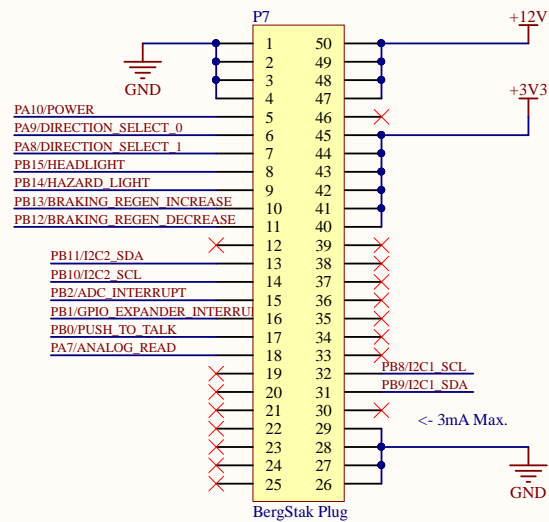 P7
+12V
1 50
2 49
GND 3 48
4 47
PA10/POWER 5 46
+3V3
PA9/DIRECTION_SELECT_0 6 45
PA8/DIRECTION_SELECT_1 7 44
PB15/HEADLIGHT 8 43
PB14/HAZARD_LIGHT 9 42
PB13/BRAKING_REGEN_INCREASE 10 41
PB12/BRAKING_REGEN_DECREASE 11 40
12 39
PB11/I2C2_SDA 13 38
PB10/I2C2_SCL 14 37
PB2/ADC_INTERRUPT 15 36
PB1/GPIO_EXPANDER_INTERRU 16 35
PB0/PUSH_TO_TALK 17 34
PA7/ANALOG_READ 18 33
19 32 PB8/I2C1_SCL
20 31 PB9/I2C1_SDA
21 30
22 29 <- 3mA Max.
23 28
24 27
25 26
GND
BergStak Plug